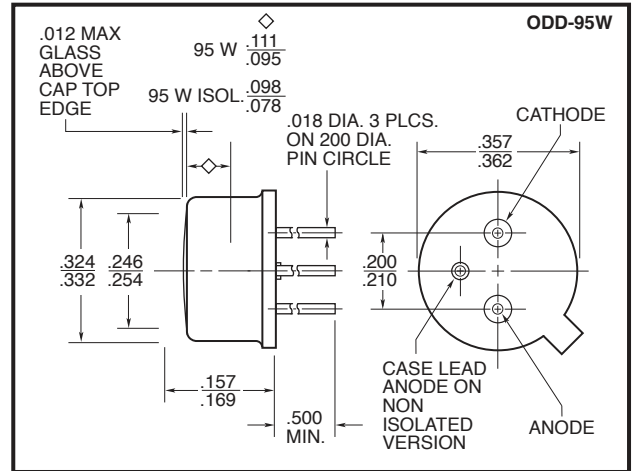 ODD-95W
.012 MAX
GLASS
ABOVE
CAP TOP
EDGE
◇
95 W .111
.095
95 W ISOL. .098
.078
.018 DIA. 3 PLCS.
ON 200 DIA.
PIN CIRCLE
CATHODE
.357
.362
◇
.324
.332
.246
.254
.200
.210
.157
.169
.500
MIN.
CASE LEAD
ANODE ON
NON
ISOLATED
VERSION
ANODE